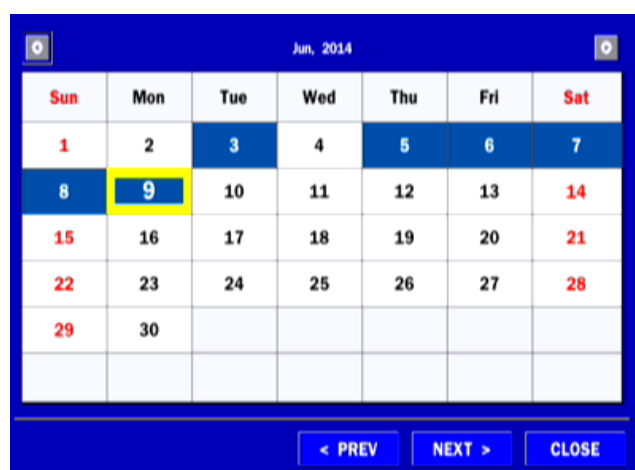 Jun, 2014
Sun Mon Tue Wed Thu Fri Sat
1 2 3 4 5 6 7
8 9 10 11 12 13 14
15 16 17 18 19 20 21
22 23 24 25 26 27 28
29 30
< PREV NEXT > CLOSE